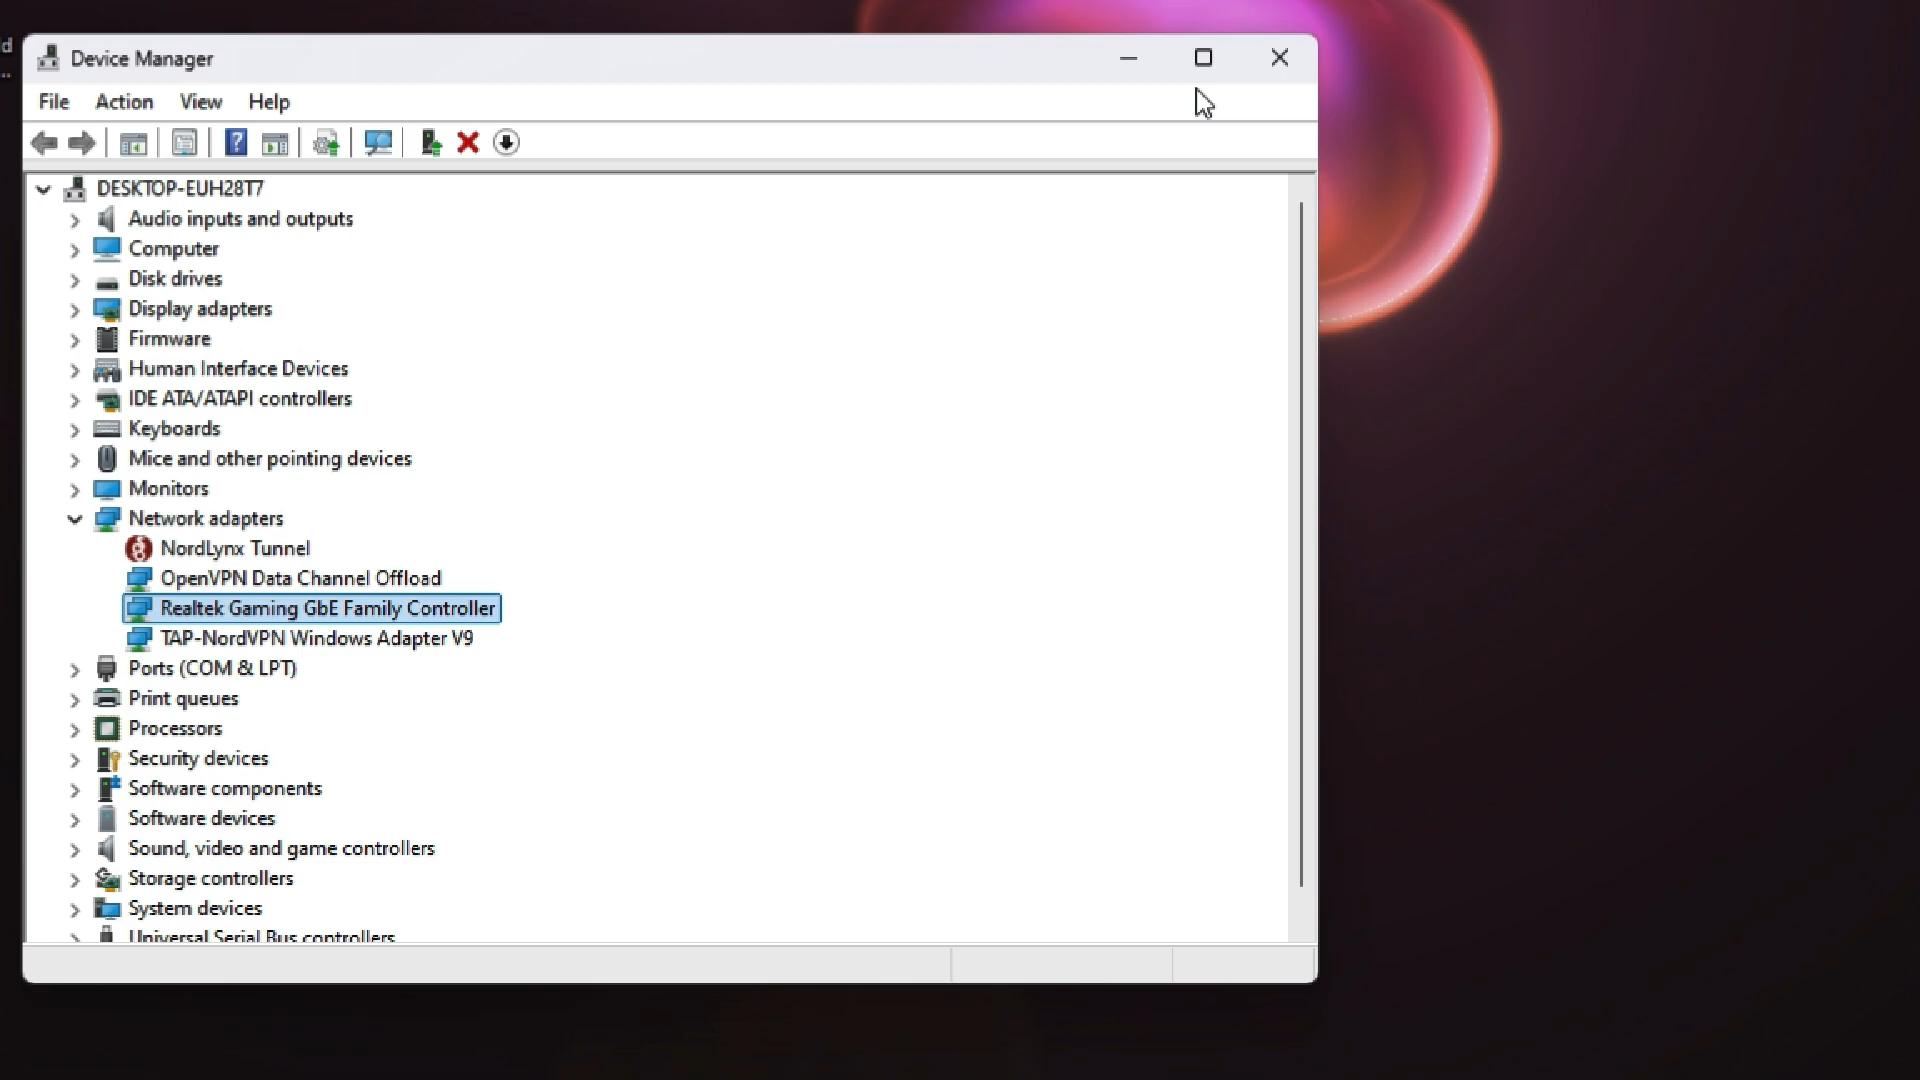 d
...
Device Manager
File Action View Help
DESKTOP-EUH28T7
Audio inputs and outputs
Computer
Disk drives
Display adapters
Firmware
Human Interface Devices
IDE ATA/ATAPI controllers
Keyboards
Mice and other pointing devices
Monitors
Network adapters
NordLynx Tunnel
OpenVPN Data Channel Offload
Realtek Gaming GbE Family Controller
TAP-NordVPN Windows Adapter V9
Ports (COM & LPT)
Print queues
Processors
Security devices
Software components
Software devices
Sound, video and game controllers
Storage controllers
System devices
Universal Serial Bus controllers